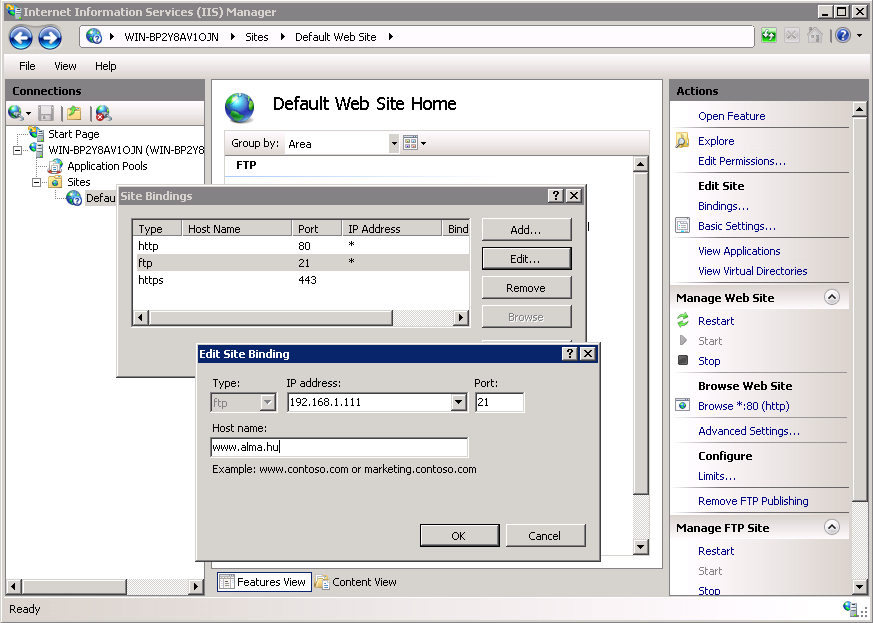 Internet Information Services (IIS) Manager
WIN-BP2Y8AV1OJN Sites Default Web Site
File View Help
Connections
Start Page
WIN-BP2Y8AV1OJN (WIN-BP2Y8
Application Pools
Sites
Defau
Default Web Site Home
Group by: Area
FTP
Site Bindings
Type Host Name Port IP Address Bind
http 80 *
ftp 21 *
https 443
Add...
Edit...
Remove
Browse
Edit Site Binding
Type: IP address: Port:
ftp 192.168.1.111 21
Host name:
www.alma.hu
Example: www.contoso.com or marketing.contoso.com
OK Cancel
Features View Content View
Actions
Open Feature
Explore
Edit Permissions...
Edit Site
Bindings...
Basic Settings...
View Applications
View Virtual Directories
Manage Web Site
Restart
Start
Stop
Browse Web Site
Browse *:80 (http)
Advanced Settings...
Configure
Limits...
Remove FTP Publishing
Manage FTP Site
Restart
Start
Stop
Ready